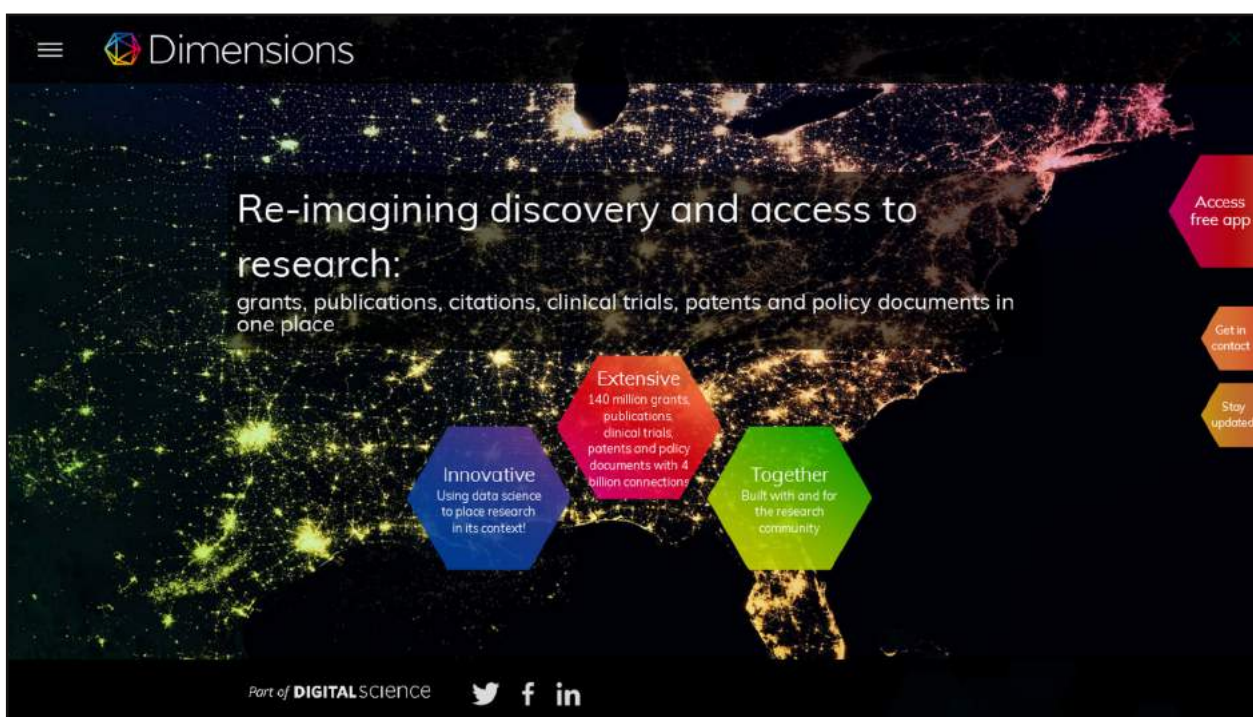 Dimensions
Re-imagining discovery and access to
research:
grants, publications, citations, clinical trials, patents and policy documents in
one place
Access
free app
Get in
contact
Stay
updated
Extensive
140 million grants,
publications,
clinical trials,
patents and policy
documents with 4
billion connections
Innovative
Using data science
to place research
in its context!
Together
Built with and for
the research
community
Part of DIGITALSCIENCE